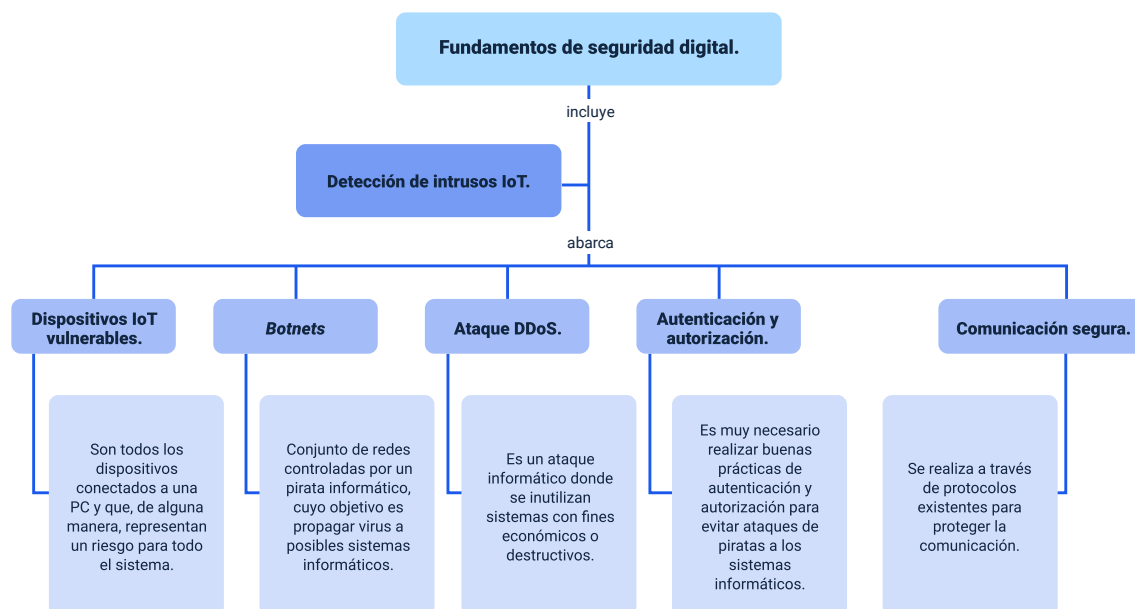 Fundamentos de seguridad digital.
incluye
Detección de intrusos IoT.
abarca
Dispositivos IoT
vulnerables.
Botnets
Ataque DDoS.
Autenticación y
autorización.
Comunicación segura.
Son todos los
dispositivos
conectados a una
PC y que, de alguna
manera, representan
un riesgo para todo
el sistema.
Conjunto de redes
controladas por un
pirata informático,
cuyo objetivo es
propagar virus a
posibles sistemas
informáticos.
Es un ataque
informático donde
se inutilizan
sistemas con fines
económicos o
destructivos.
Es muy necesario
realizar buenas
prácticas de
autenticación y
autorización para
evitar ataques de
piratas a los
sistemas
informáticos.
Se realiza a través
de protocolos
existentes para
proteger la
comunicación.